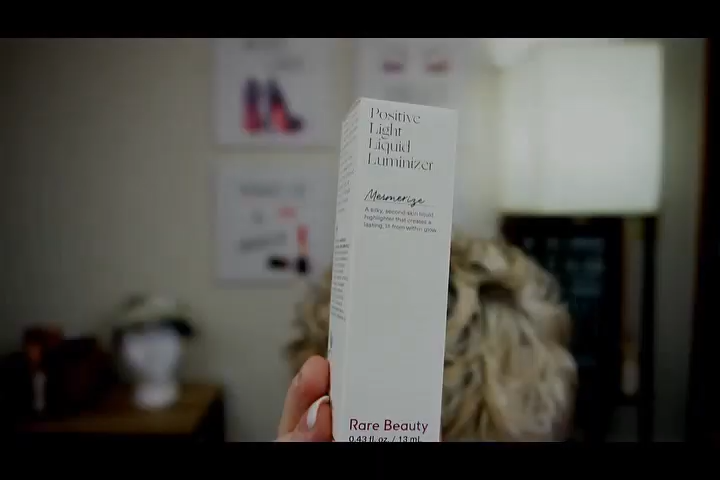 Positive
Light
Liquid
Luminizer
Mesmerize
A silky, second-skin liquid
highlighter that creates a
lasting, lit from within glow
Rare Beauty
0.43 fl. oz. / 13 mL